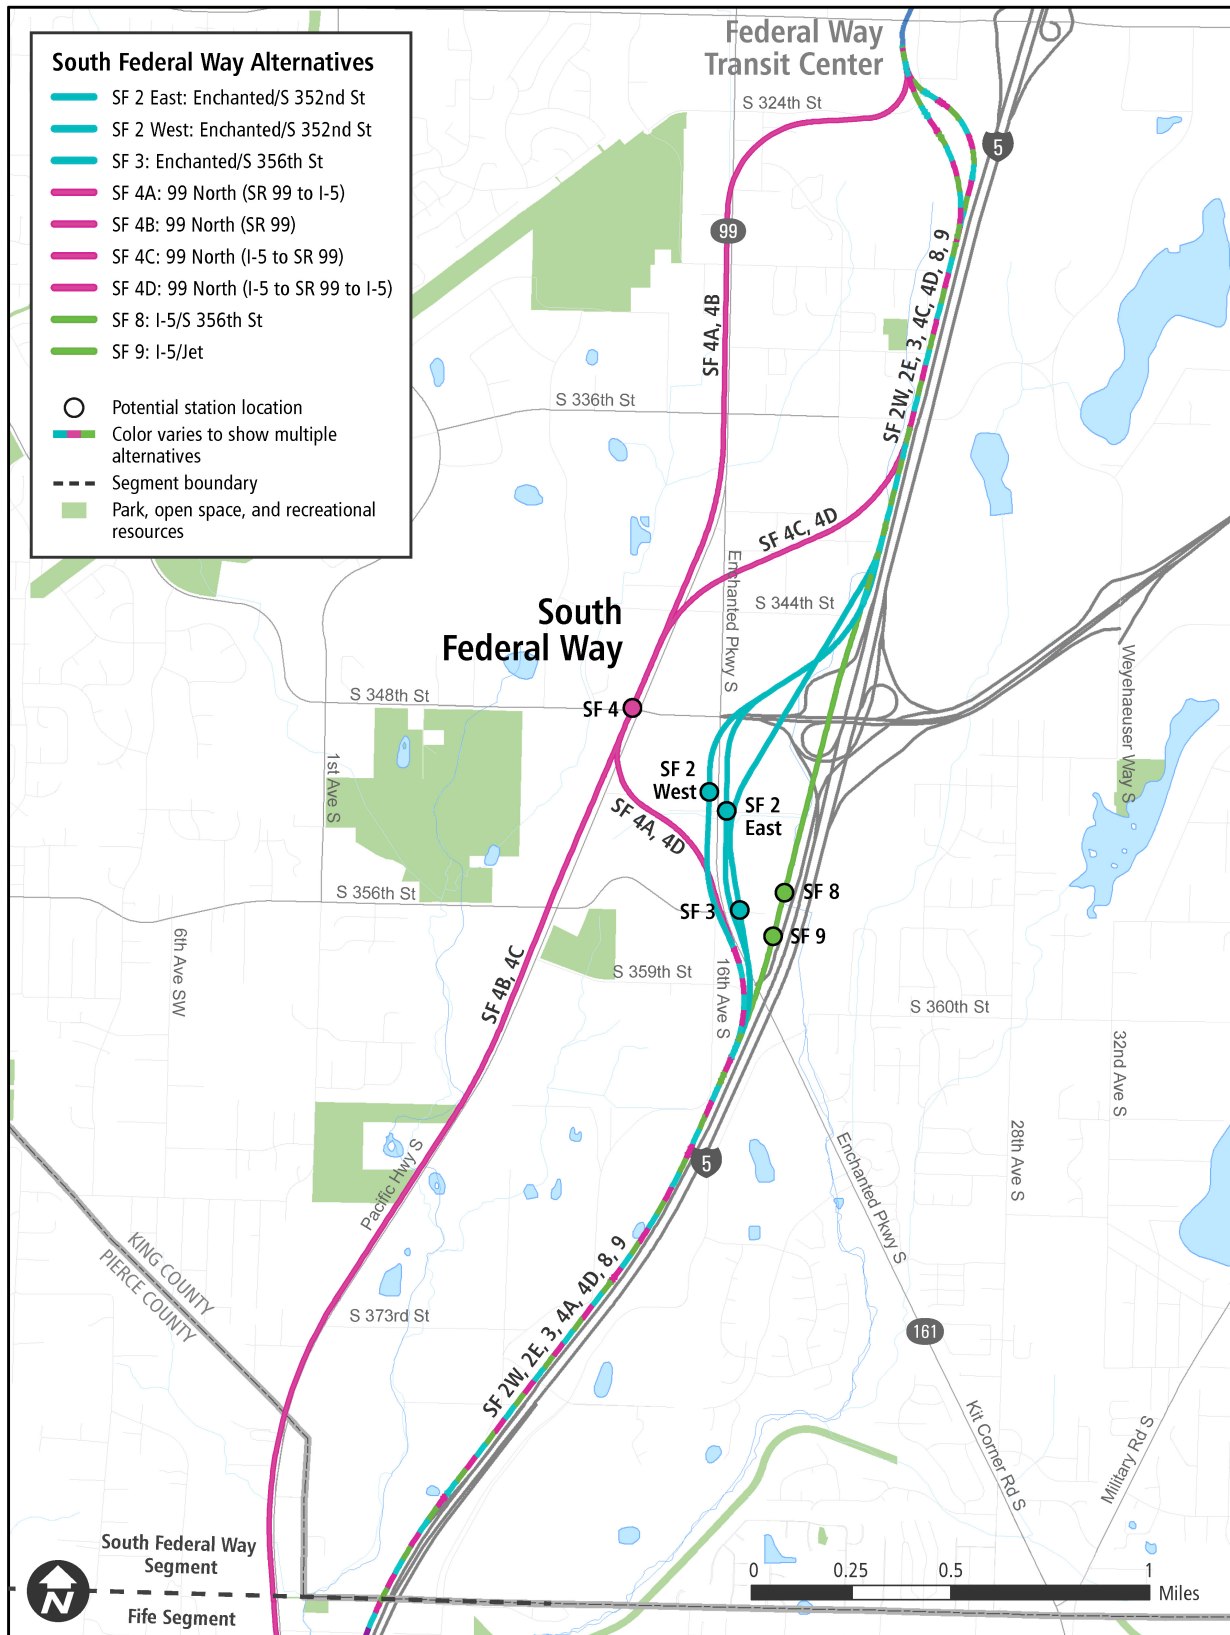 Federal Way
Transit Center
South Federal Way Alternatives
SF 2 East: Enchanted/S 352nd St
SF 2 West: Enchanted/S 352nd St
SF 3: Enchanted/S 356th St
SF 4A: 99 North (SR 99 to I-5)
SF 4B: 99 North (SR 99)
SF 4C: 99 North (I-5 to SR 99)
SF 4D: 99 North (I-5 to SR 99 to I-5)
SF 8: I-5/S 356th St
SF 9: I-5/Jet
Potential station location
Color varies to show multiple
alternatives
Segment boundary
Park, open space, and recreational
resources
S 324th St
5
99
SF 4A, 4B
SF 2W, 2E, 3, 4C, 4D, 8, 9
S 336th St
SF 4C, 4D
Enchanted Pkwy S
S 344th St
South
Federal Way
Weyehaeuser Way S
S 348th St
SF 4
1st Ave S
SF 2
West
SF 2
East
SF 4A, 4D
S 356th St
SF 8
SF 3
SF 9
6th Ave SW
SF 4B, 4C
S 359th St
16th Ave S
S 360th St
32nd Ave S
28th Ave S
Pacific Hwy S
5
Enchanted Pkwy S
KING COUNTY
PIERCE COUNTY
S 373rd St
SF 2W, 2E, 3, 4A, 4D, 8, 9
161
Kit Corner Rd S
Military Rd S
South Federal Way
Segment
N
Fife Segment
0 0.25 0.5 1
Miles